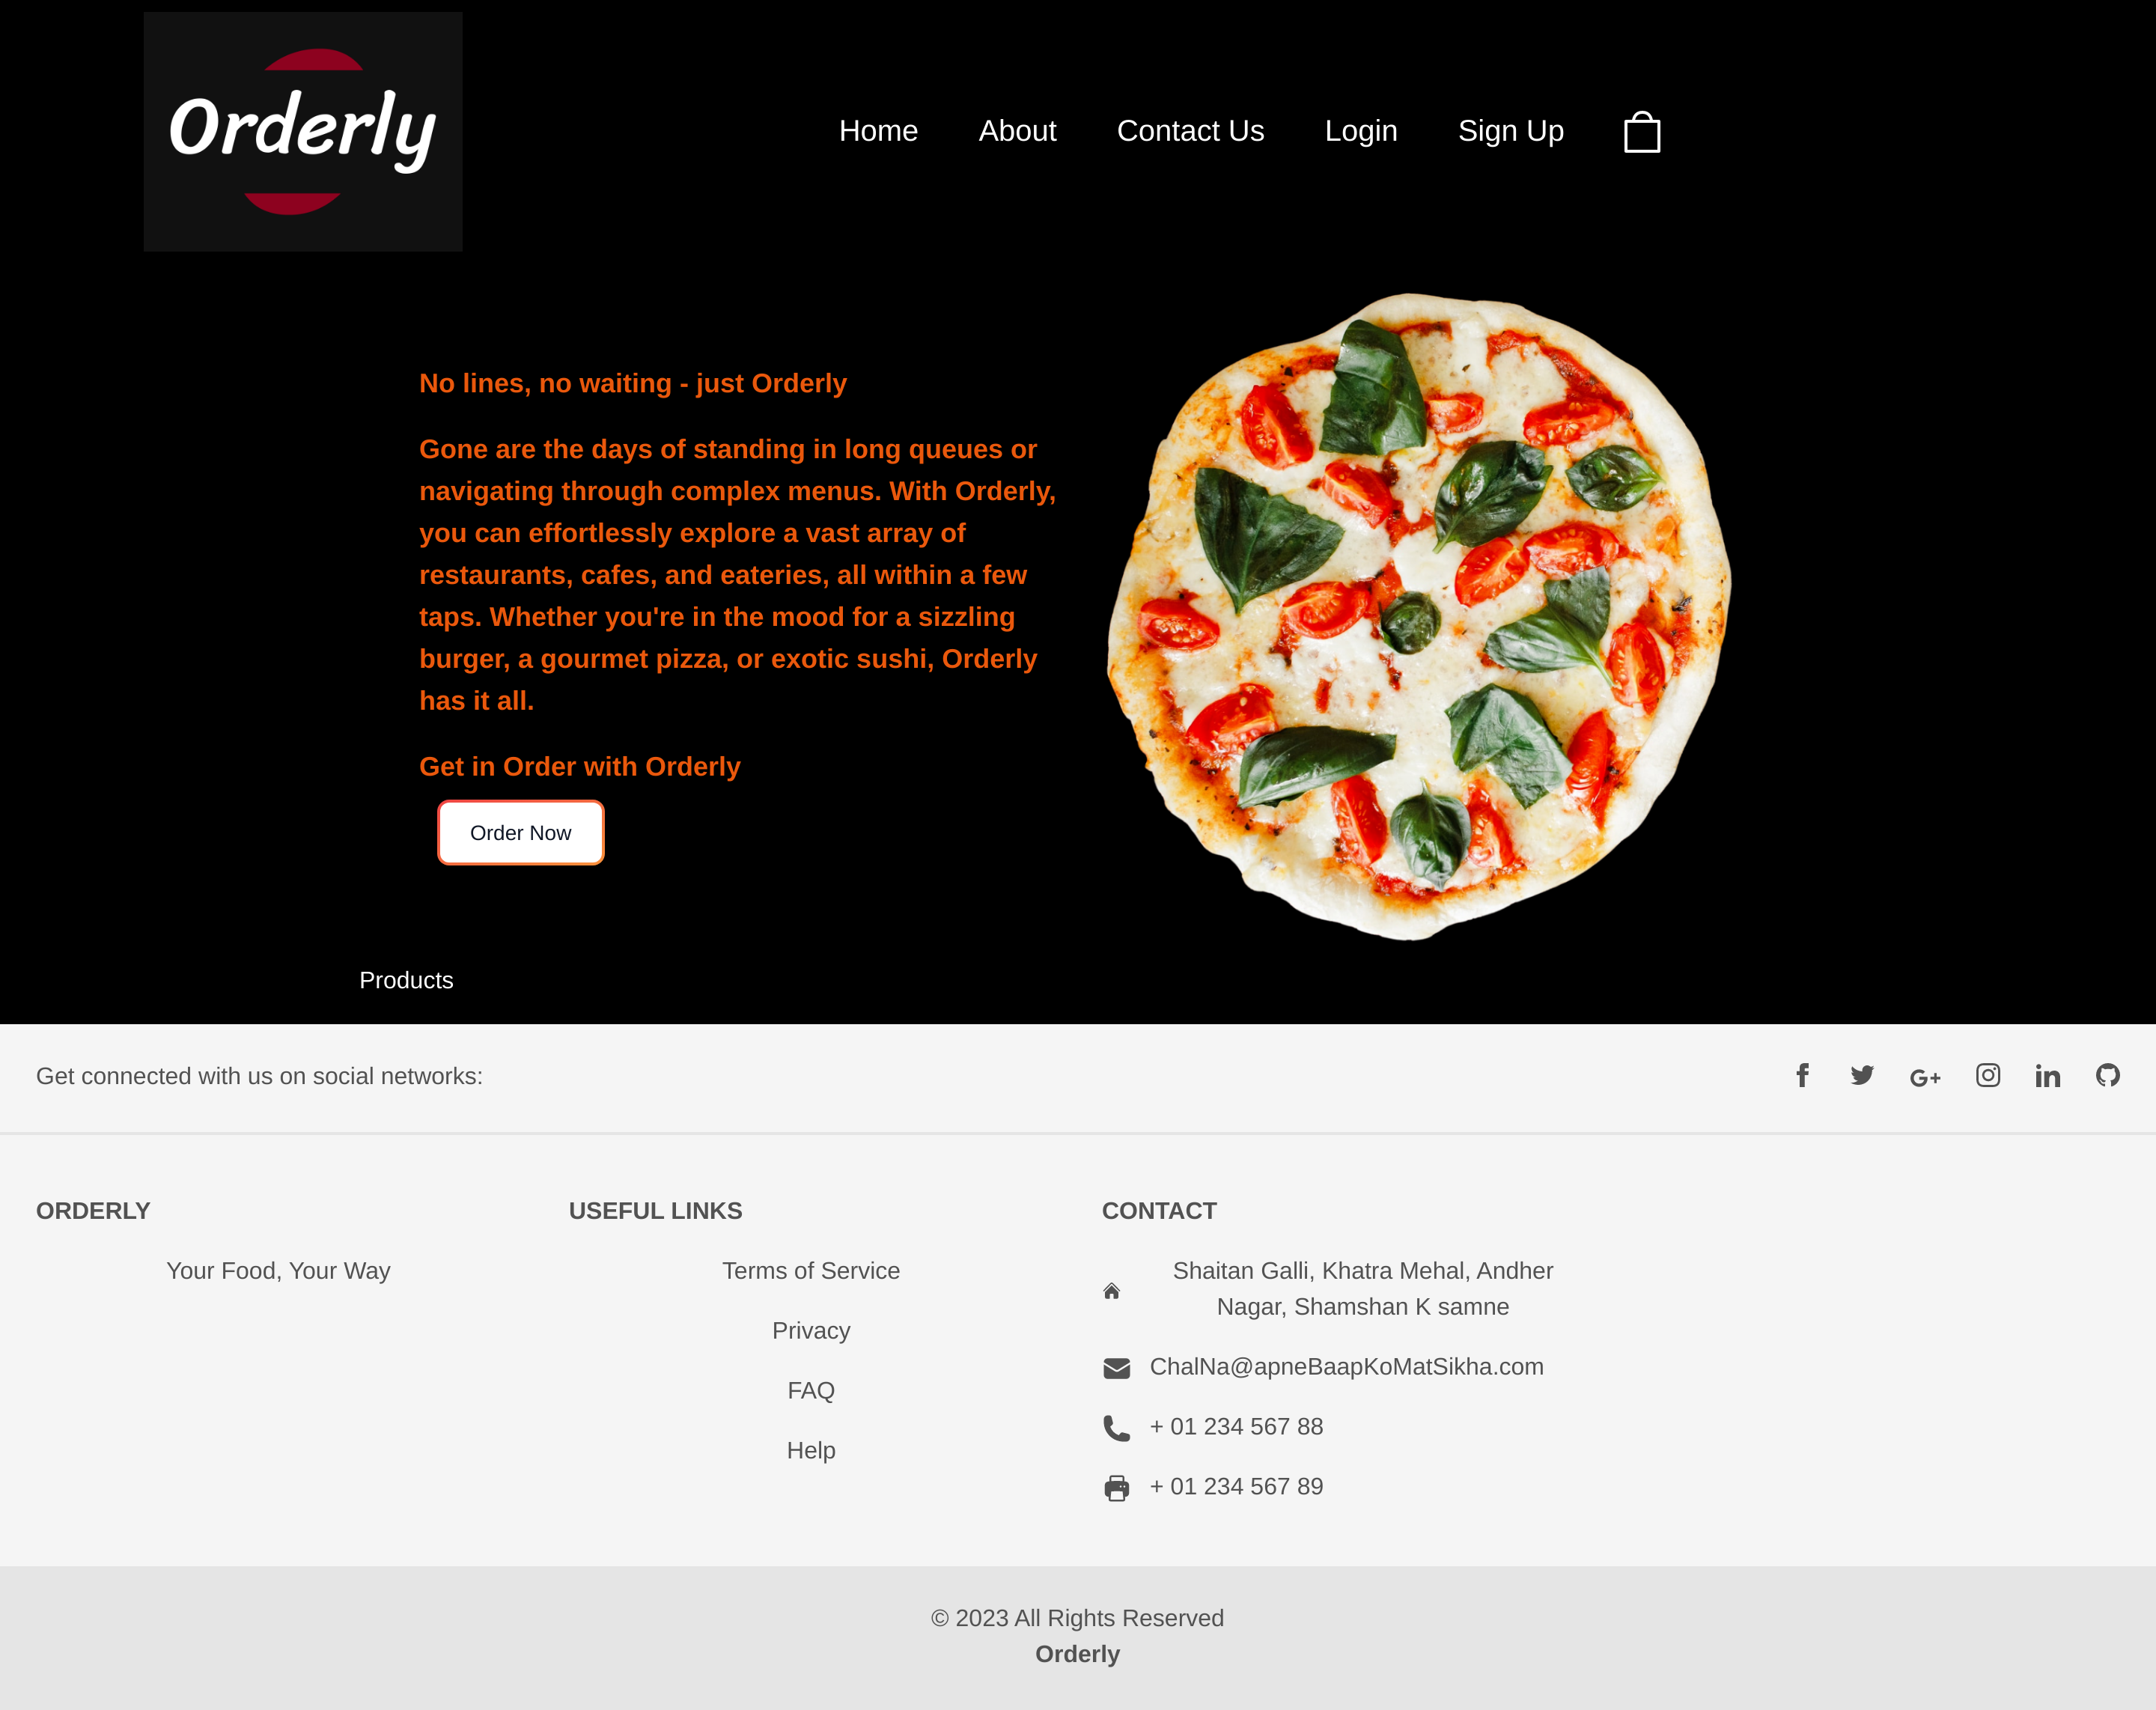 Orderly
Home About Contact Us Login Sign Up
No lines, no waiting - just Orderly
Gone are the days of standing in long queues or
navigating through complex menus. With Orderly,
you can effortlessly explore a vast array of
restaurants, cafes, and eateries, all within a few
taps. Whether you're in the mood for a sizzling
burger, a gourmet pizza, or exotic sushi, Orderly
has it all.
Get in Order with Orderly
Order Now
Products
Get connected with us on social networks:
ORDERLY
Your Food, Your Way
USEFUL LINKS
Terms of Service
Privacy
FAQ
Help
CONTACT
Shaitan Galli, Khatra Mehal, Andher
Nagar, Shamshan K samne
ChalNa@apneBaapKoMatSikha.com
+ 01 234 567 88
+ 01 234 567 89
© 2023 All Rights Reserved
Orderly